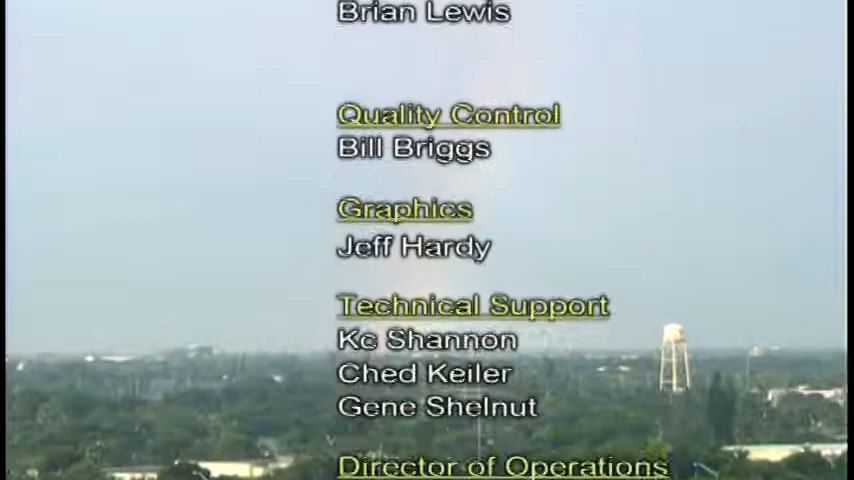 Brian Lewis
Quality Control
Bill Briggs
Graphics
Jeff Hardy
Technical Support
Kc Shannon
Ched Keiler
Gene Shelnut
Director of Operations